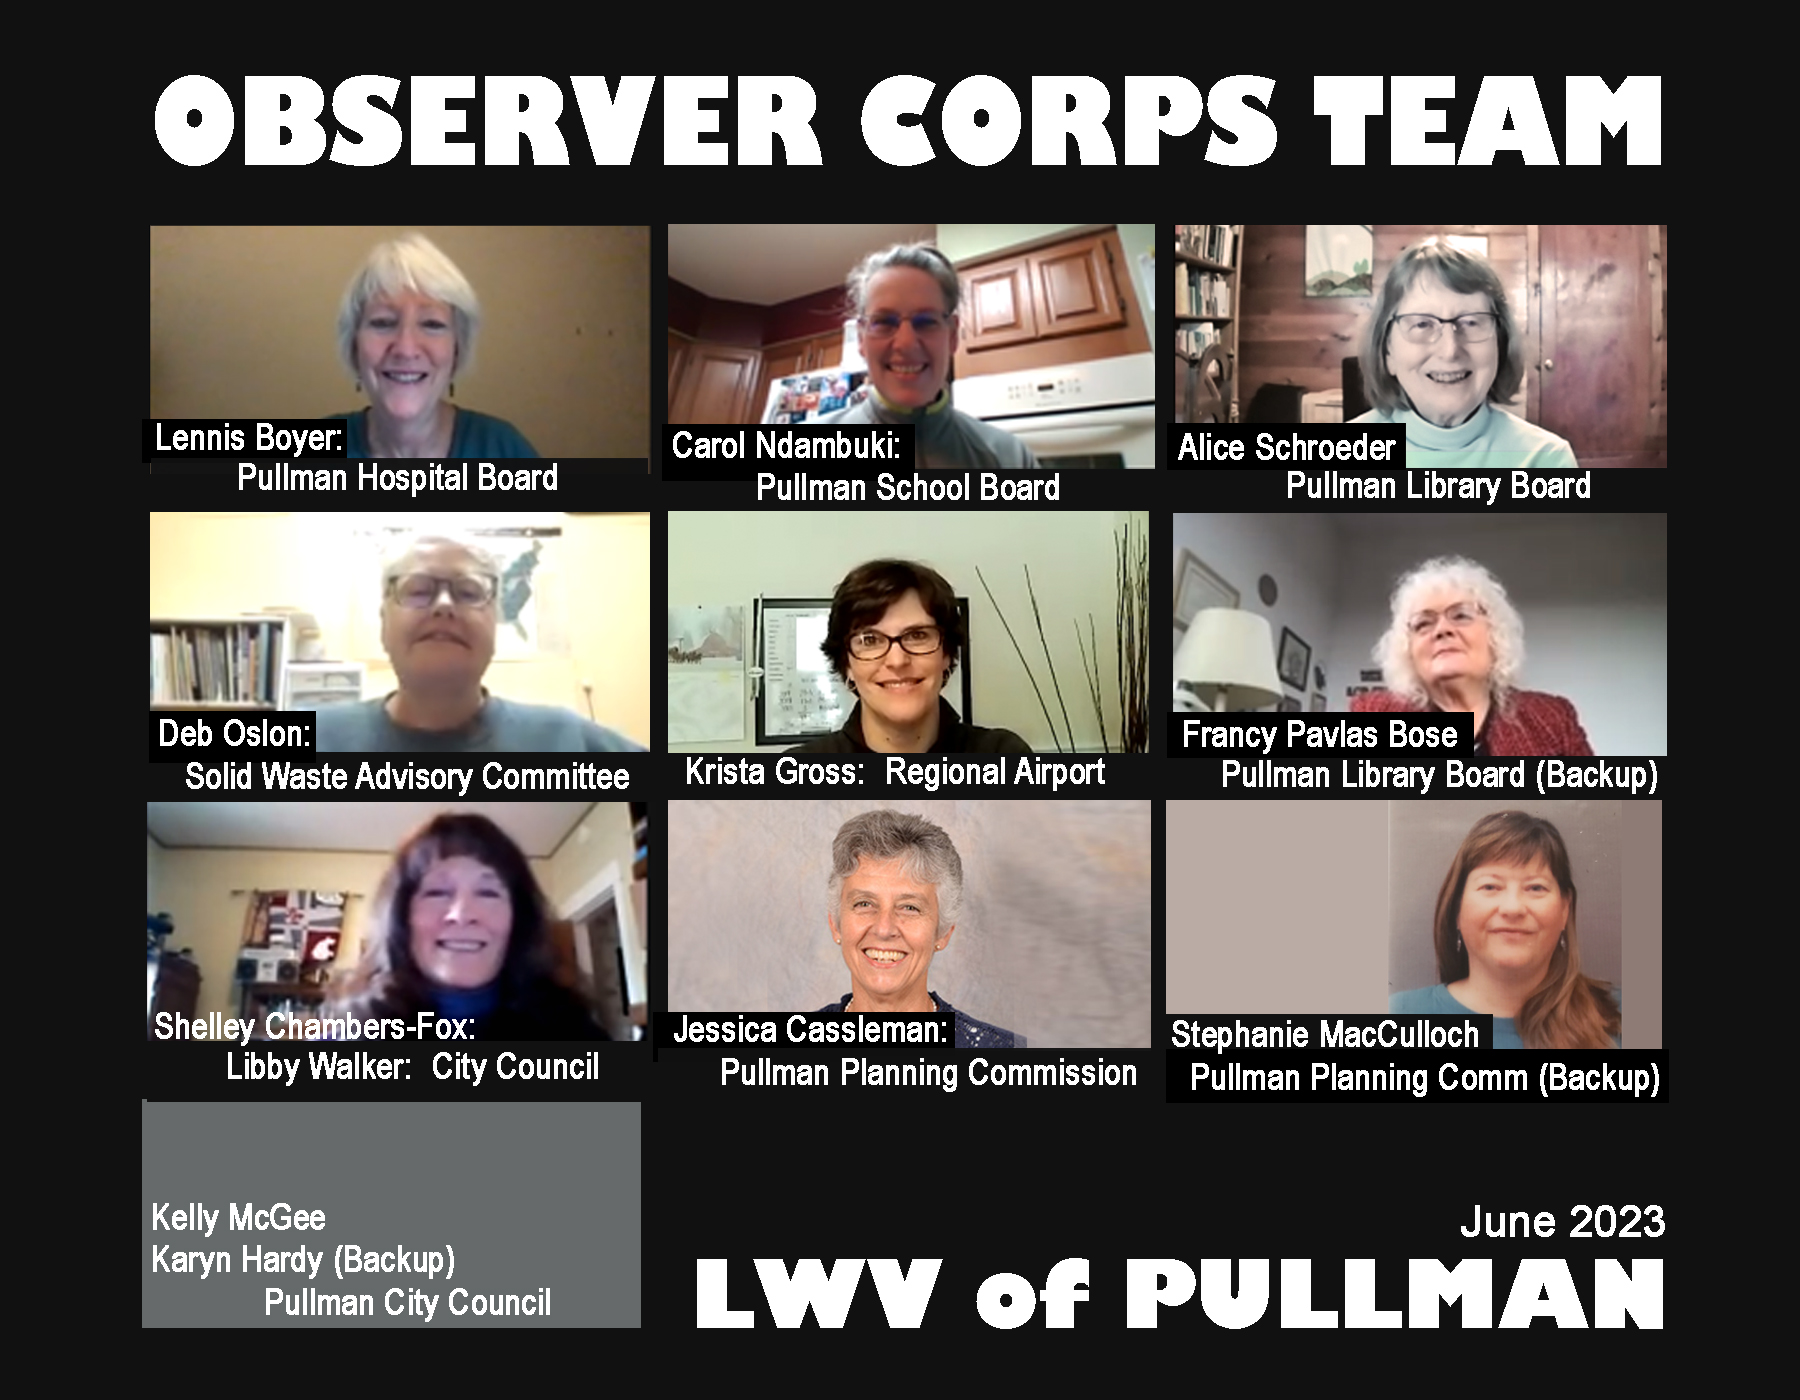 OBSERVER CORPS TEAM
Lennis Boyer:
Pullman Hospital Board
Carol Ndambuki:
Pullman School Board
Alice Schroeder
Pullman Library Board
Deb Oslon:
Solid Waste Advisory Committee
Krista Gross: Regional Airport
Francy Pavlas Bose
Pullman Library Board (Backup)
Shelley Chambers-Fox:
Libby Walker: City Council
Jessica Cassleman:
Pullman Planning Commission
Stephanie MacCulloch
Pullman Planning Comm (Backup)
Kelly McGee
Karyn Hardy (Backup)
Pullman City Council
June 2023
LWV of PULLMAN